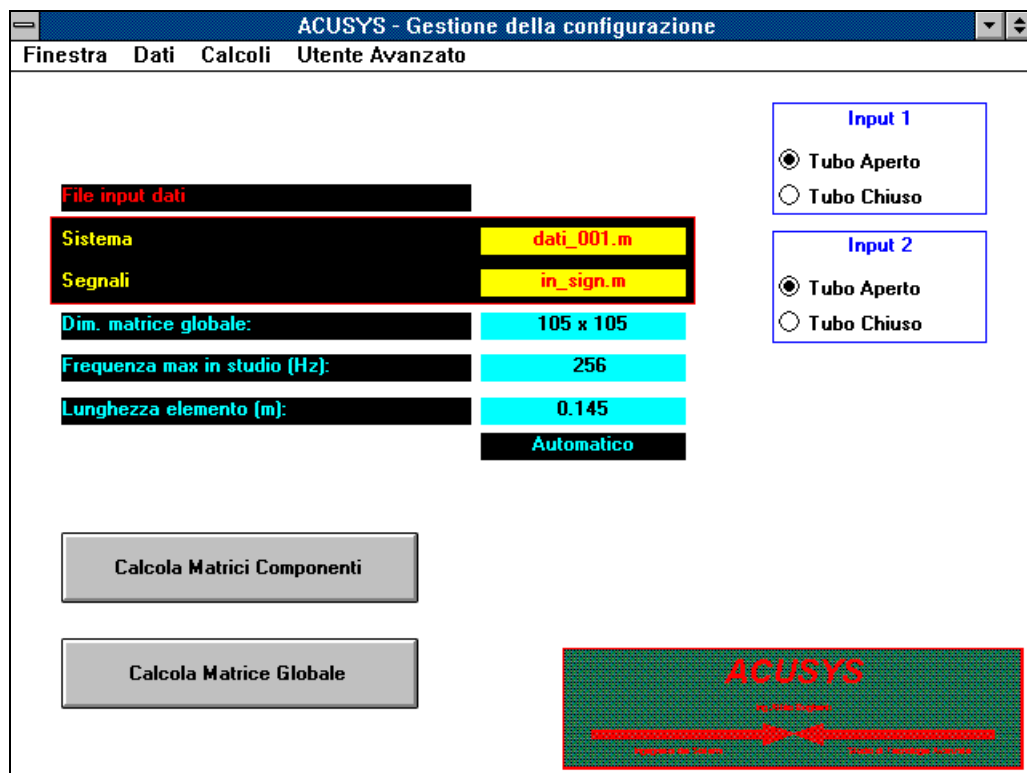 ACUSYS - Gestione della configurazione
Finestra Dati Calcoli Utente Avanzato
Input 1
Tubo Aperto
Tubo Chiuso
File input dati
Sistema dati_001.m
Segnali in_sign.m
Input 2
Tubo Aperto
Tubo Chiuso
Dim. matrice globale: 105 x 105
Frequenza max in studio (Hz): 256
Lunghezza elemento (m): 0.145
Automatico
Calcola Matrici Componenti
Calcola Matrice Globale
ACUSYS